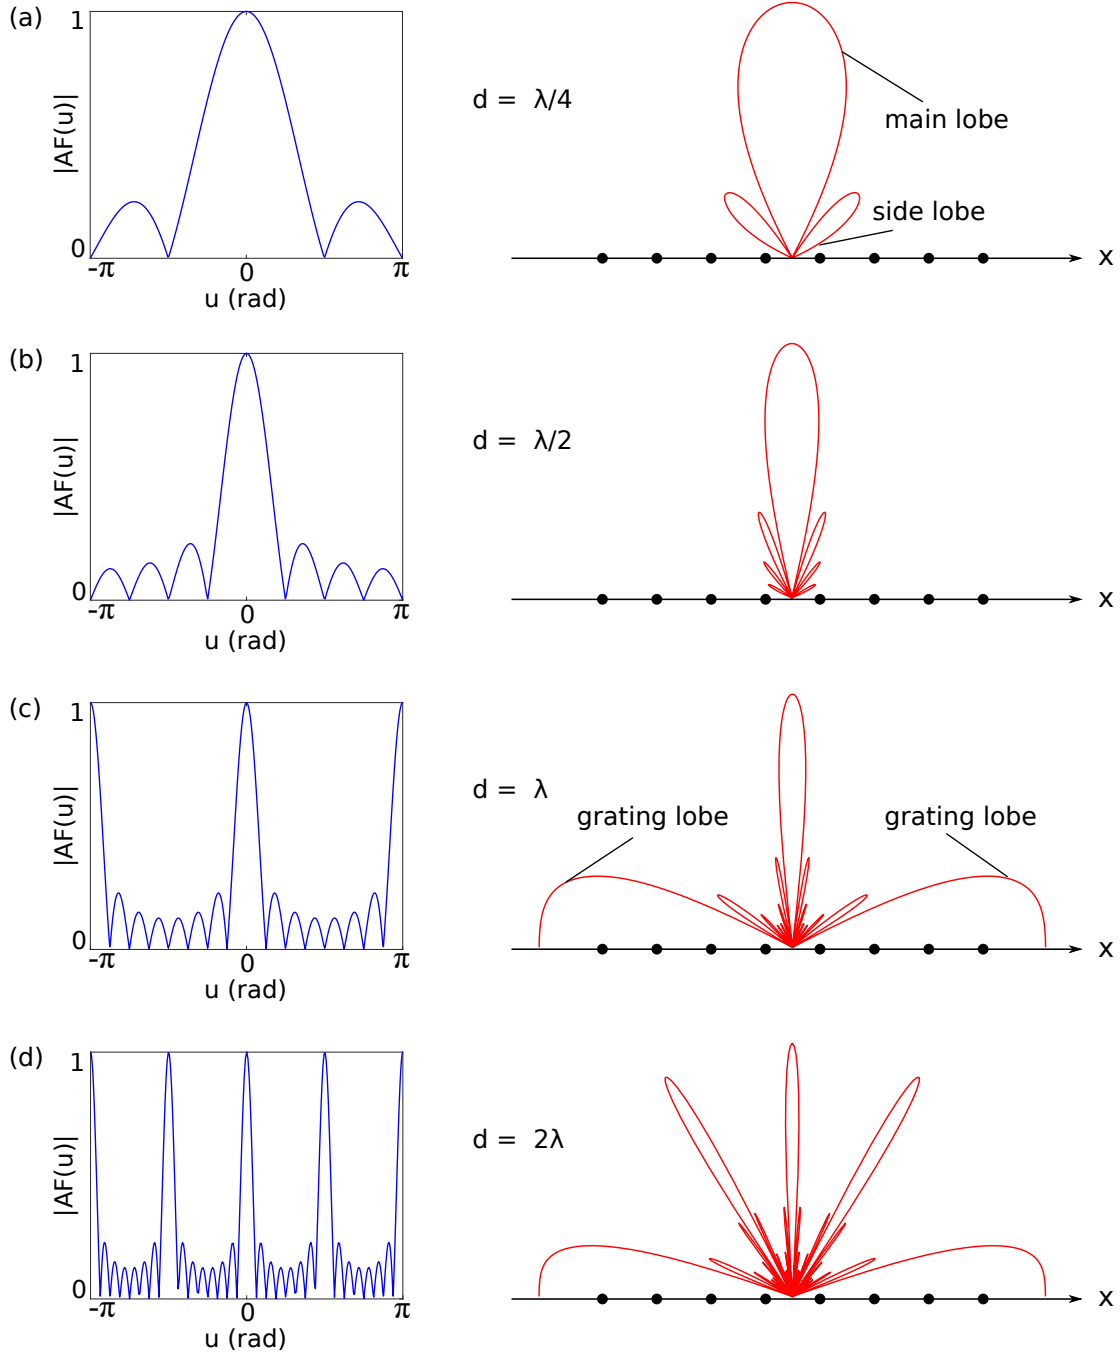 (a)
1
|AF(u)|
0
-π 0 π
u (rad)
d = λ/4
main lobe
side lobe
x
(b)
1
|AF(u)|
0
-π 0 π
u (rad)
d = λ/2
x
(c)
1
|AF(u)|
0
-π 0 π
u (rad)
d = λ
grating lobe
grating lobe
x
(d)
1
|AF(u)|
0
-π 0 π
u (rad)
d = 2λ
x